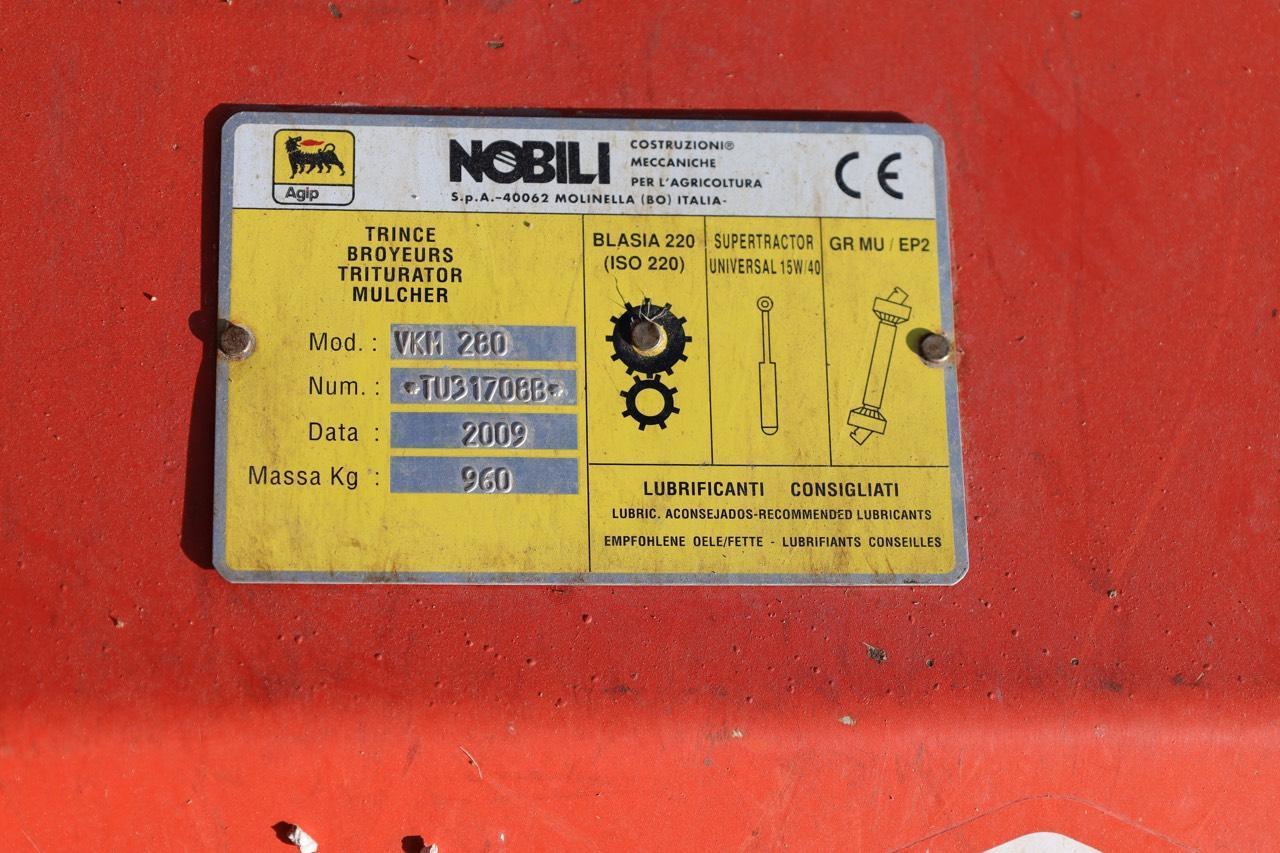 Agip
NOBILI
COSTRUZIONI®
MECCANICHE
PER L'AGRICOLTURA
S.p.A.-40062 MOLINELLA (BO) ITALIA-
CE
TRINCE
BROYEURS
TRITURATOR
MULCHER
Mod. : VKM 280
Num. : •TU31708B•
Data : 2009
Massa Kg : 960
BLASIA 220
(ISO 220)
SUPERTRACTOR
UNIVERSAL 15W/40
GR MU / EP2
LUBRIFICANTI CONSIGLIATI
LUBRIC. ACONSEJADOS-RECOMMENDED LUBRICANTS
EMPFOHLENE OELE/FETTE - LUBRIFIANTS CONSEILLES